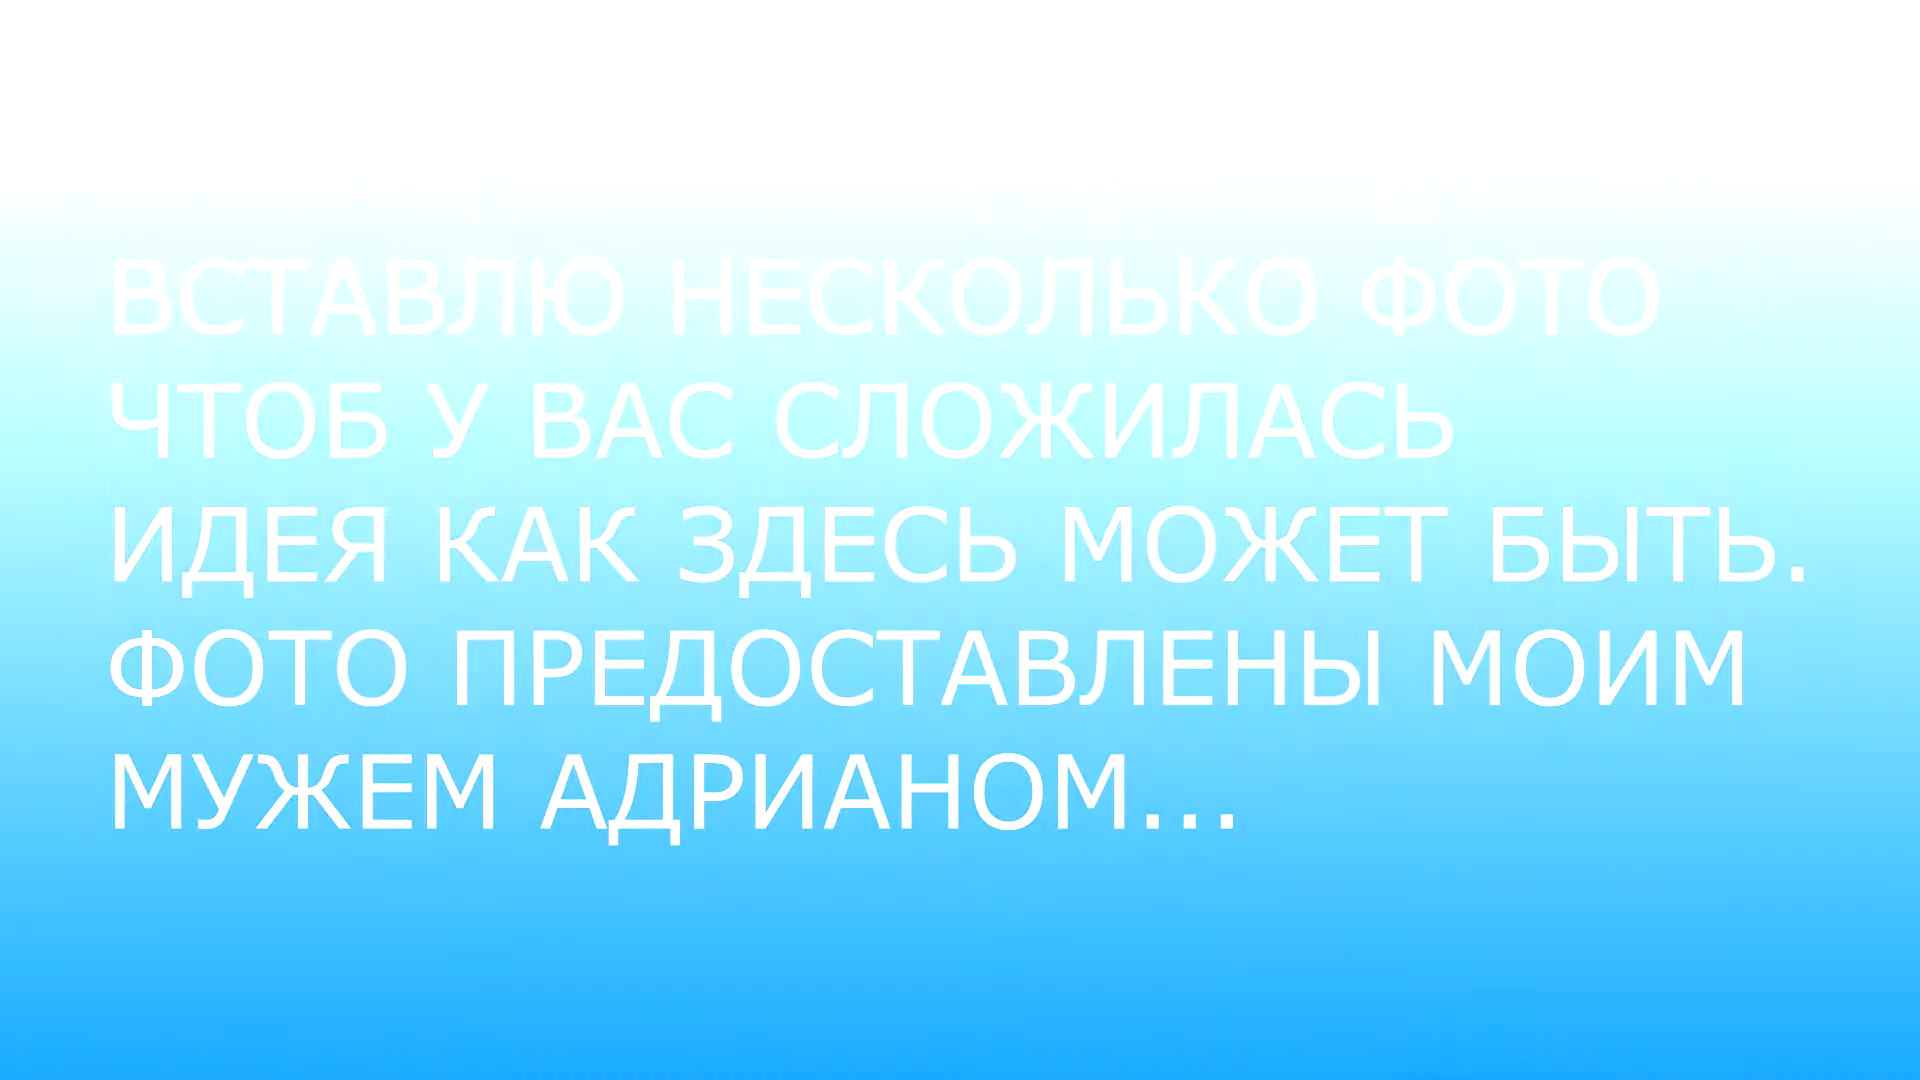 ВСТАВЛЮ НЕСКОЛЬКО ФОТО
ЧТОБ У ВАС СЛОЖИЛАСЬ
ИДЕЯ КАК ЗДЕСЬ МОЖЕТ БЫТЬ.
ФОТО ПРЕДОСТАВЛЕНЫ МОИМ
МУЖЕМ АДРИАНОМ...